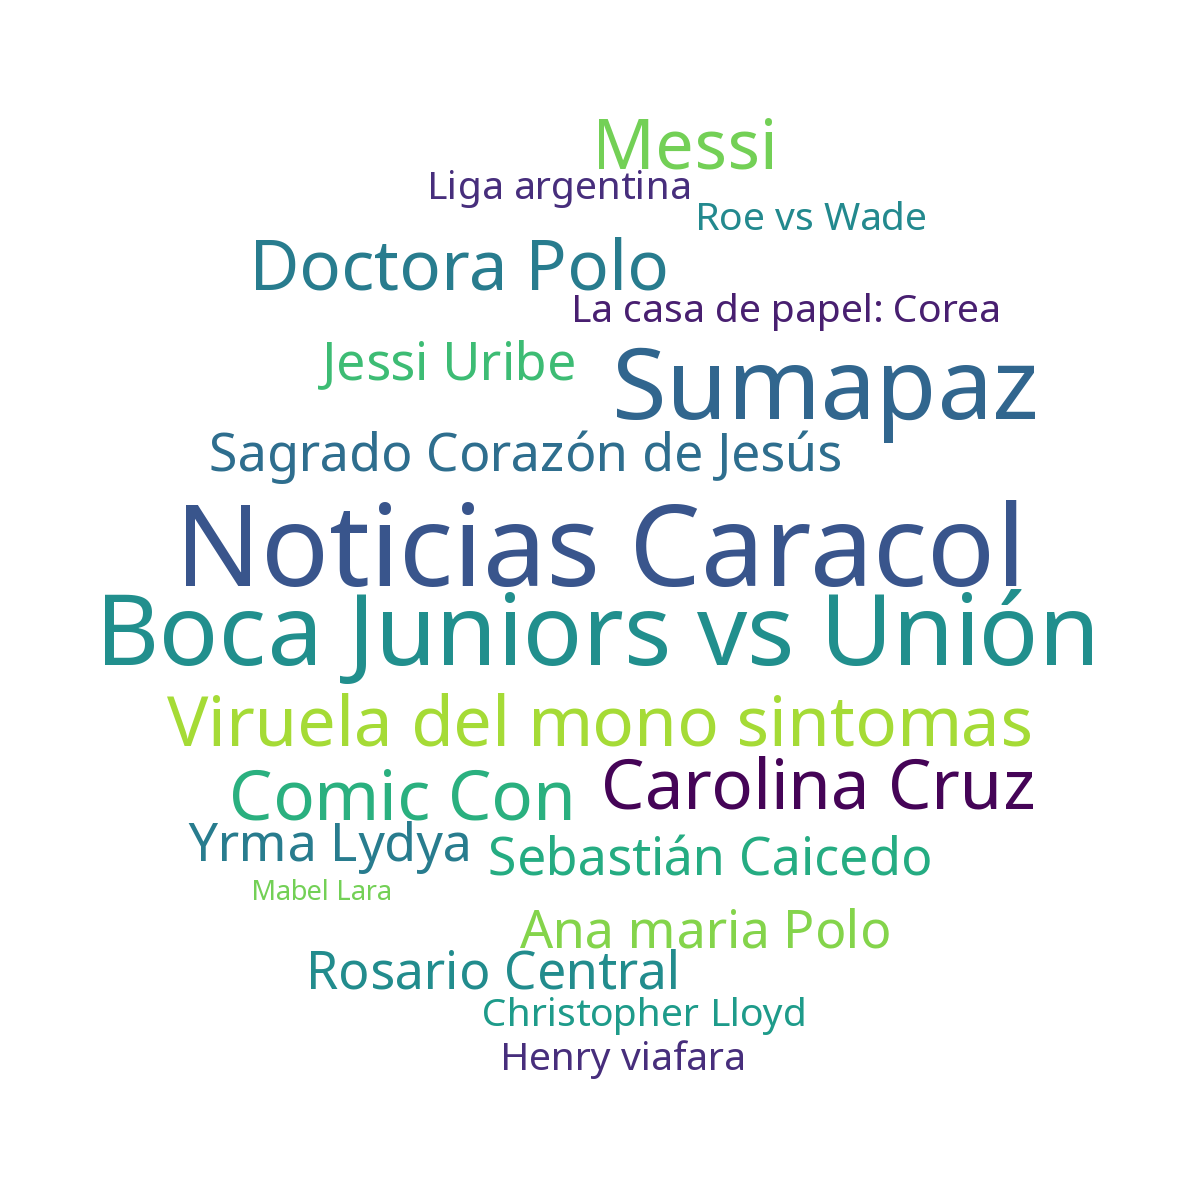 Messi
Liga argentina
Roe vs Wade
Doctora Polo
La casa de papel: Corea
Jessi Uribe
Sumapaz
Sagrado Corazón de Jesús
Noticias Caracol
Boca Juniors vs Unión
Viruela del mono sintomas
Comic Con
Carolina Cruz
Yrma Lydya
Sebastián Caicedo
Mabel Lara
Ana maria Polo
Rosario Central
Christopher Lloyd
Henry viafara